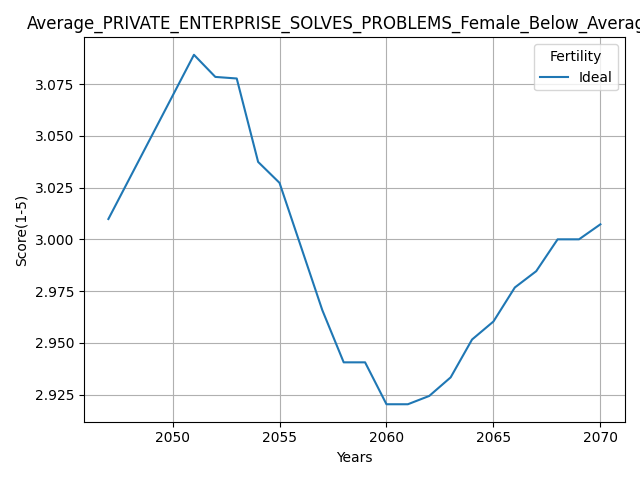 Average_PRIVATE_ENTERPRISE_SOLVES_PROBLEMS_Female_Below_Averag
Fertility
Ideal
3.075
3.050
3.025
3.000
2.975
2.950
2.925
Score(1-5)
2050 2055 2060 2065 2070
Years